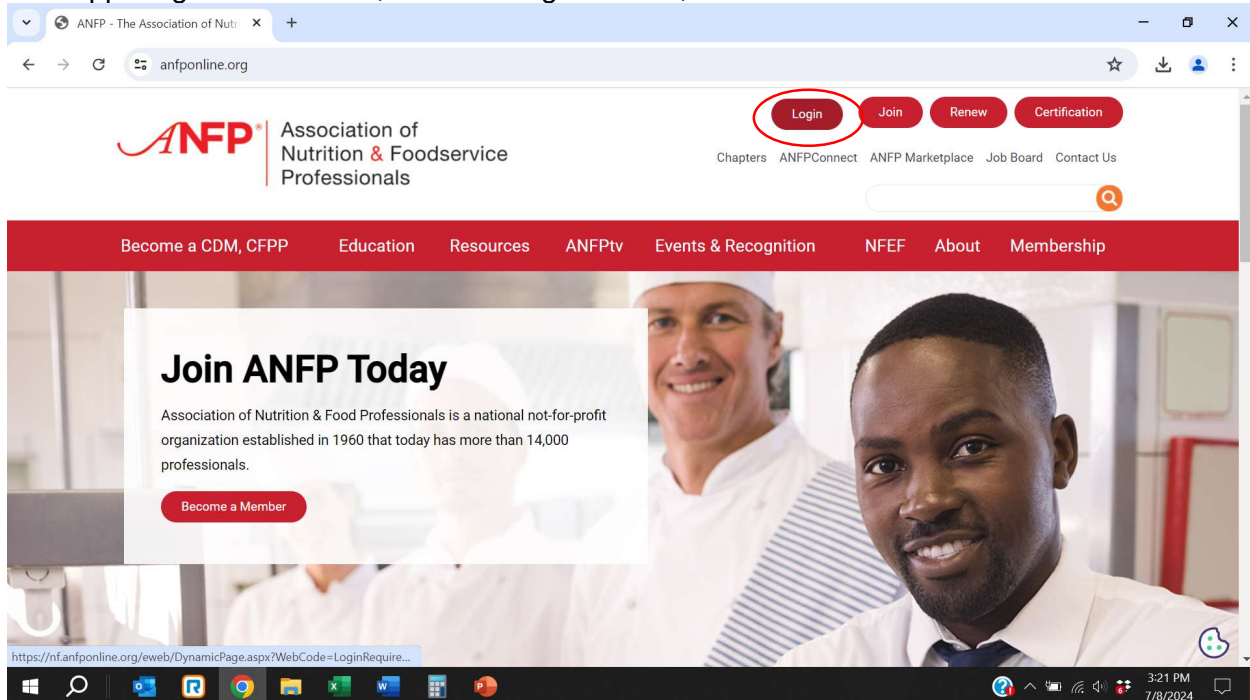 ANFP - The Association of Nutri
anfponline.org
Login
Join
Renew
Certification
ANFP®
Association of
Nutrition & Foodservice
Professionals
Chapters ANFPConnect ANFP Marketplace Job Board Contact Us
Become a CDM, CFPP Education Resources ANFPtv Events & Recognition NFEF About Membership
Join ANFP Today
Association of Nutrition & Food Professionals is a national not-for-profit
organization established in 1960 that today has more than 14,000
professionals.
Become a Member
https://nf.anfponline.org/eweb/DynamicPage.aspx?WebCode=LoginRequire...
3:21 PM
7/8/2024